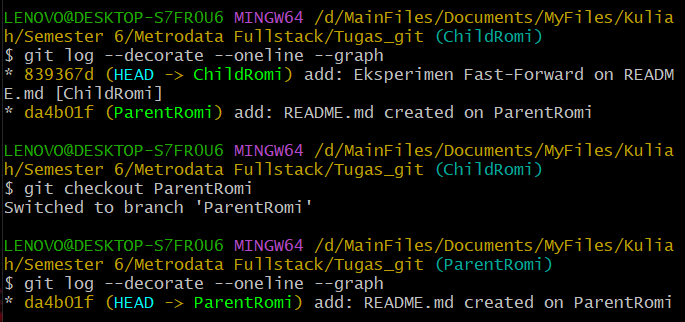 LENOVO@DESKTOP-S7FR0U6 MINGW64 /d/MainFiles/Documents/MyFiles/Kulia
h/Semester 6/Metrodata Fullstack/Tugas_git (ChildRomi)
$ git log --decorate --oneline --graph
* 839367d (HEAD -> ChildRomi) add: Eksperimen Fast-Forward on READM
E.md [ChildRomi]
* da4b01f (ParentRomi) add: README.md created on ParentRomi
LENOVO@DESKTOP-S7FR0U6 MINGW64 /d/MainFiles/Documents/MyFiles/Kulia
h/Semester 6/Metrodata Fullstack/Tugas_git (ChildRomi)
$ git checkout ParentRomi
Switched to branch 'ParentRomi'
LENOVO@DESKTOP-S7FR0U6 MINGW64 /d/MainFiles/Documents/MyFiles/Kulia
h/Semester 6/Metrodata Fullstack/Tugas_git (ParentRomi)
$ git log --decorate --oneline --graph
* da4b01f (HEAD -> ParentRomi) add: README.md created on ParentRomi